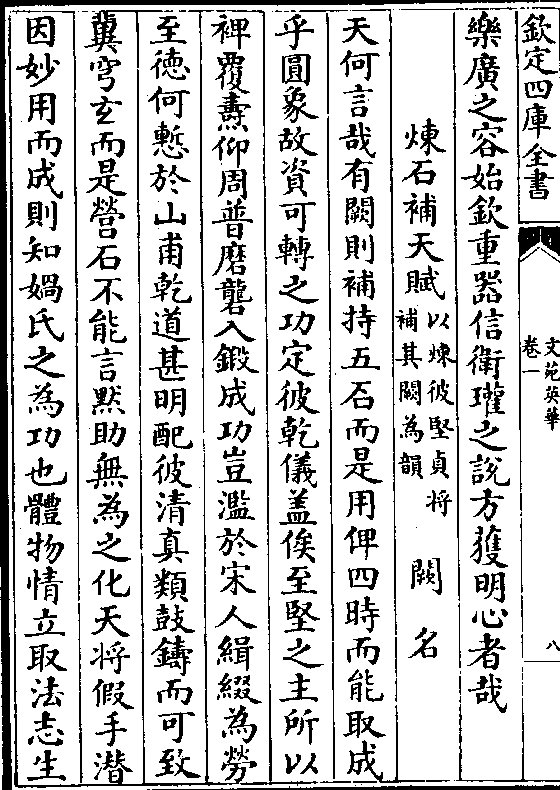 欽定四庫全書
文苑英華
卷一
八
樂廣之容始欽重器信衛瓘之説方獲明心者哉
煉石補天賦以煉彼堅貞将補其闕為韻 闕名
天何言哉有闕則補持五石而是用俾四時而能取成
乎圓象故資可轉之功定彼乾儀盖俟至堅之主所以
裨覆燾仰周普磨礱入鍛成功豈濫於宋人緝綴為勞
至徳何慙於山甫乾道甚明配彼清真類鼓鑄而可致
冀穹玄而是營石不能言黙助無為之化天将假手潜
因妙用而成則知媧氏之為功也體物情立取法志生